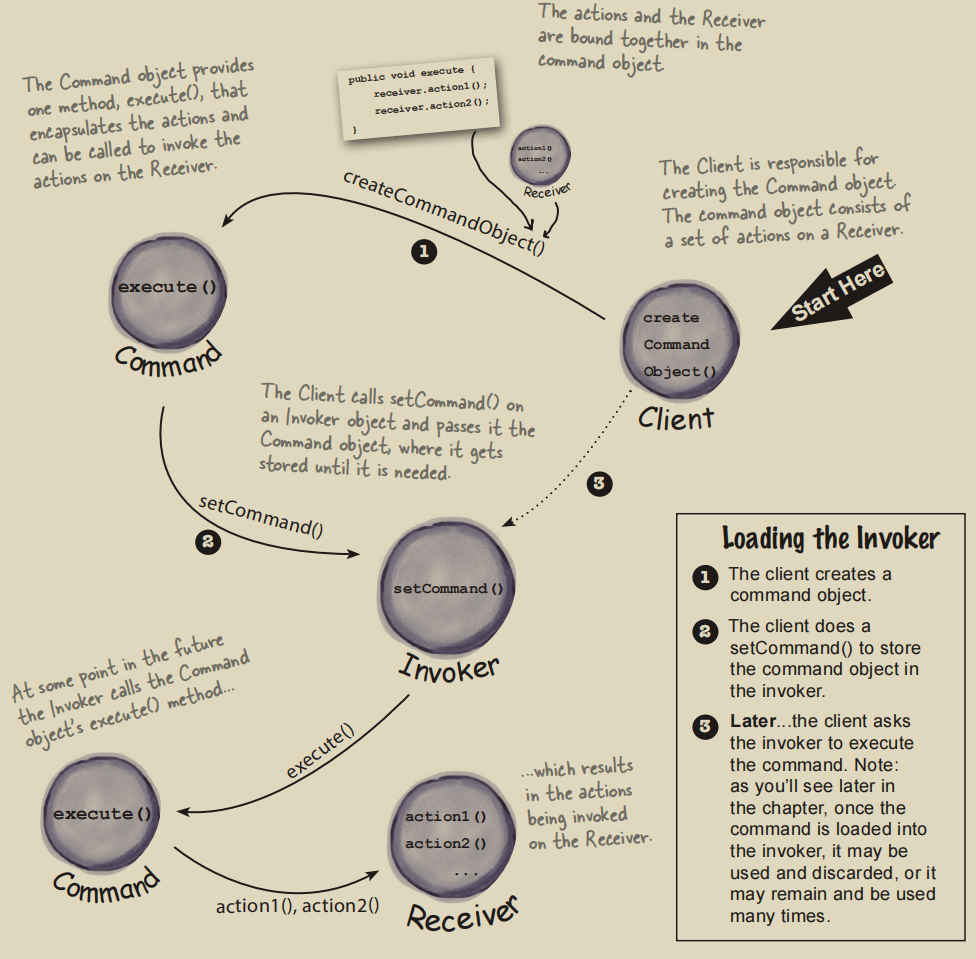 The actions and the Receiver
are bound together in the
command object.
The Command object provides
one method, execute(), that
encapsulates the actions and
can be called to invoke the
actions on the Receiver.
public void execute {
receiver.action1();
receiver.action2();
}
action1()
action2()
...
Receiver
The Client is responsible for
creating the Command object.
The command object consists of
a set of actions on a Receiver.
createCommandObject()
1
Start Here
execute()
Command
create
Command
Object()
Client
The Client calls setCommand() on
an Invoker object and passes it the
Command object, where it gets
stored until it is needed.
3
setCommand()
2
setCommand()
Invoker
Loading the Invoker
1 The client creates a
command object.
2 The client does a
setCommand() to store
the command object in
the invoker.
3 Later...the client asks
the invoker to execute
the command. Note:
as you'll see later in
the chapter, once the
command is loaded into
the invoker, it may be
used and discarded, or it
may remain and be used
many times.
At some point in the future
the Invoker calls the Command
object's execute() method...
execute()
execute()
Command
...which results
in the actions
being invoked
on the Receiver.
action1()
action2()
...
action1(), action2()
Receiver